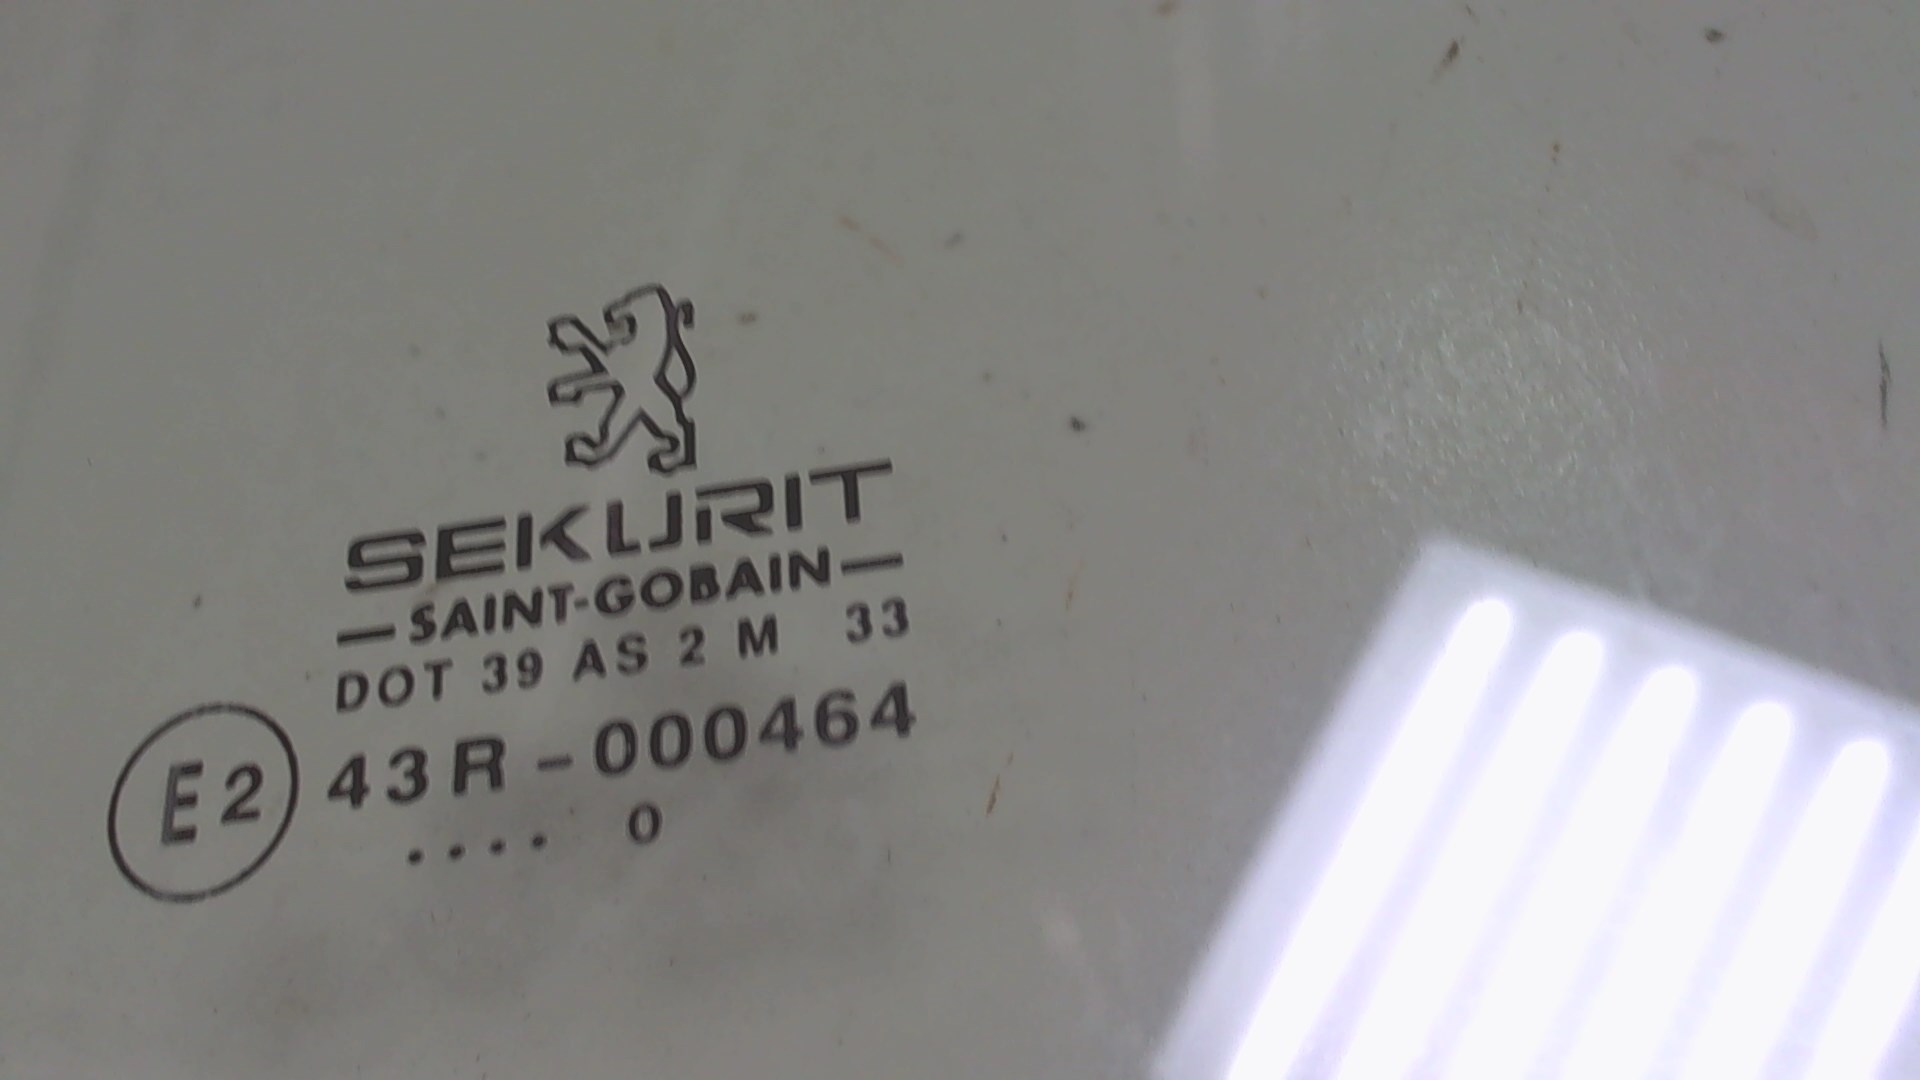 SEKURIT
—SAINT-GOBAIN—
DOT 39 AS 2 M 33
E2 43R-000464
.... 0